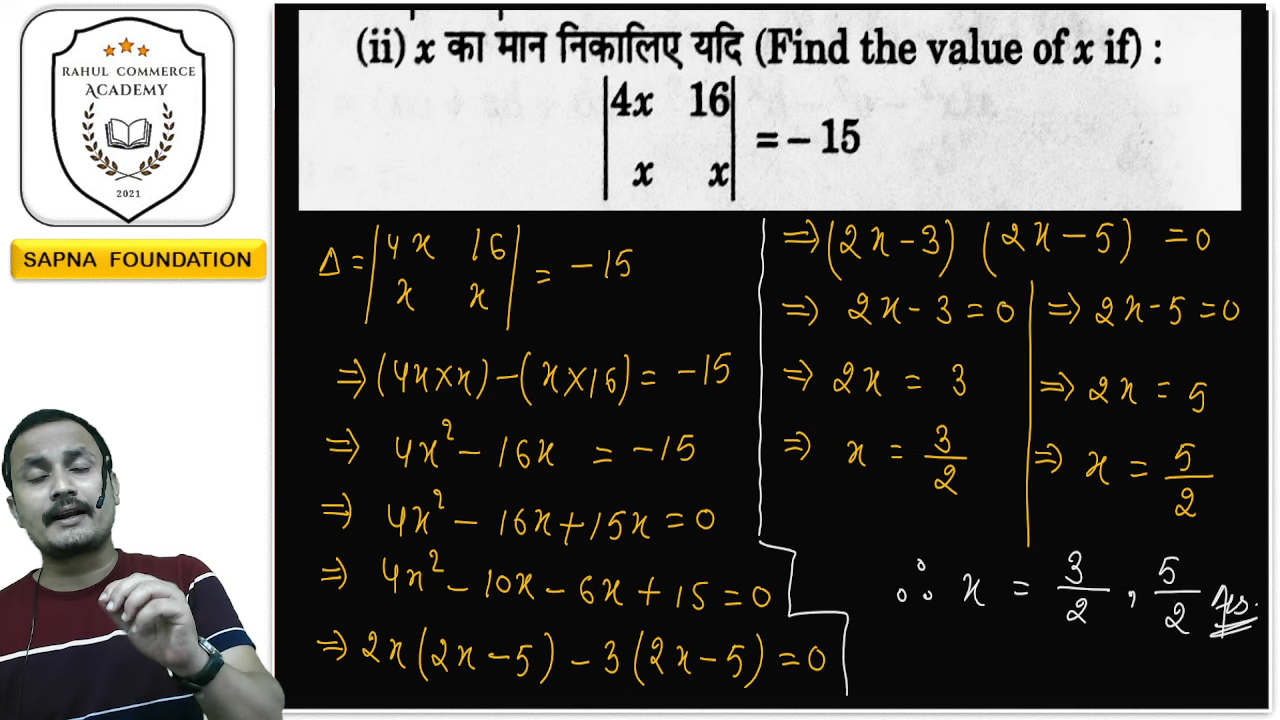 RAHUL COMMERCE
ACADEMY
2021
SAPNA FOUNDATION
(ii) x का मान निकालिए यदि (Find the value of x if) :
|4x 16|
|x x| = – 15
Δ = |4x 16|
|x x| = -15
⇒ (4x×x) - (x×16) = -15
⇒ 4x² - 16x = -15
⇒ 4x² - 16x + 15x = 0
⇒ 4x² - 10x - 6x + 15 = 0
⇒ 2x(2x-5) - 3(2x-5) = 0
⇒ (2x-3) (2x-5) = 0
⇒ 2x-3 = 0
⇒ 2x = 3
⇒ x = 3/2
⇒ 2x-5 = 0
⇒ 2x = 5
⇒ x = 5/2
∴ x = 3/2, 5/2 Ans.